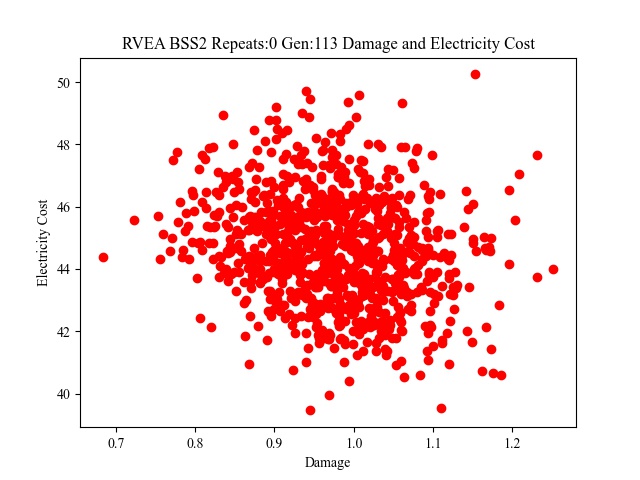 RVEA BSS2 Repeats:0 Gen:113 Damage and Electricity Cost
50
48
46
44
42
40
Electricity Cost
0.7 0.8 0.9 1.0 1.1 1.2
Damage